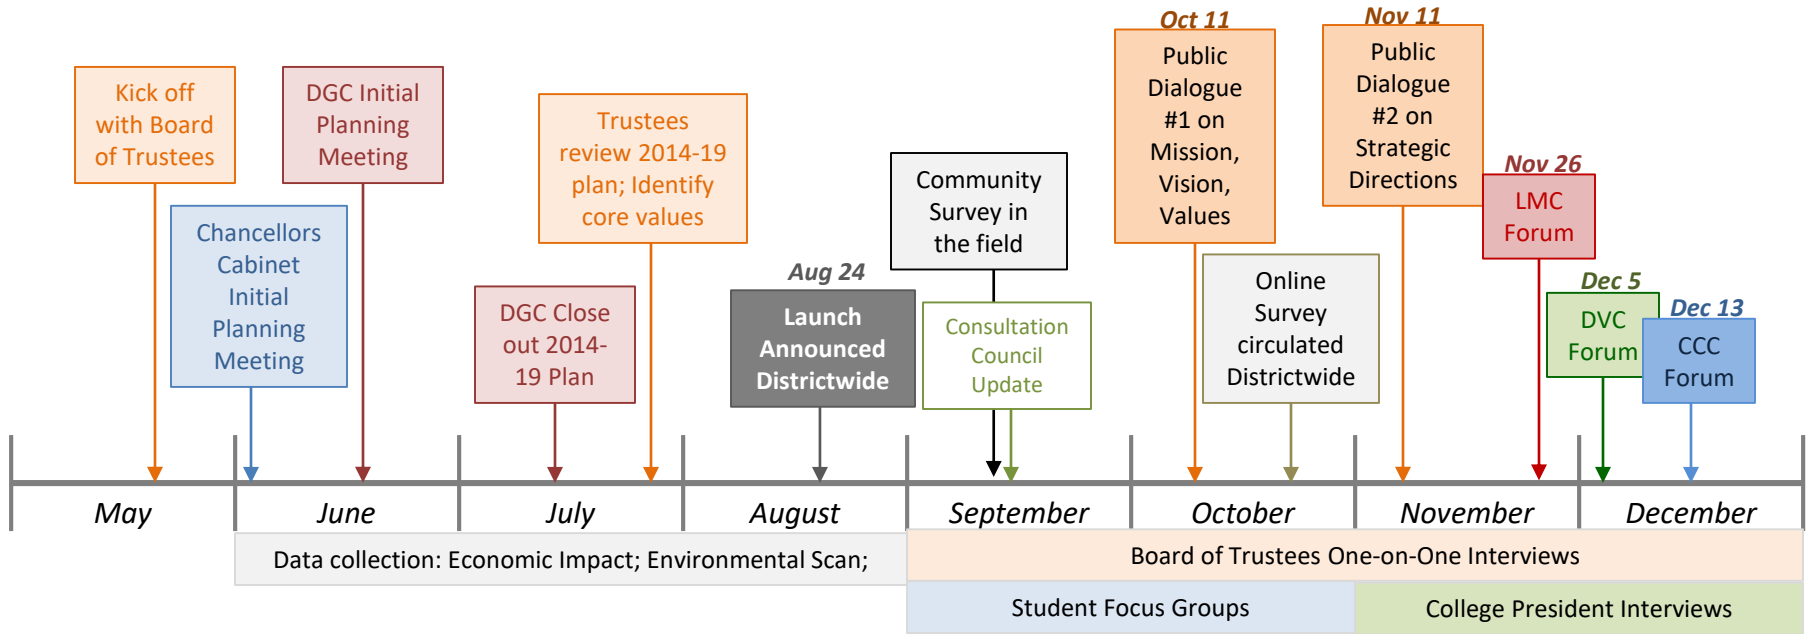 Kick off
with Board
of Trustees
Chancellors
Cabinet
Initial
Planning
Meeting
DGC Initial
Planning
Meeting
DGC Close
out 2014-
19 Plan
Trustees
review 2014-19
plan; Identify
core values
Aug 24
Launch
Announced
Districtwide
Community
Survey in
the field
Consultation
Council
Update
Oct 11
Public
Dialogue
#1 on
Mission,
Vision,
Values
Online
Survey
circulated
Districtwide
Nov 11
Public
Dialogue
#2 on
Strategic
Directions
Nov 26
LMC
Forum
Dec 5
DVC
Forum
Dec 13
CCC
Forum
May
June
July
August
September
October
November
December
Data collection: Economic Impact; Environmental Scan;
Board of Trustees One-on-One Interviews
Student Focus Groups
College President Interviews